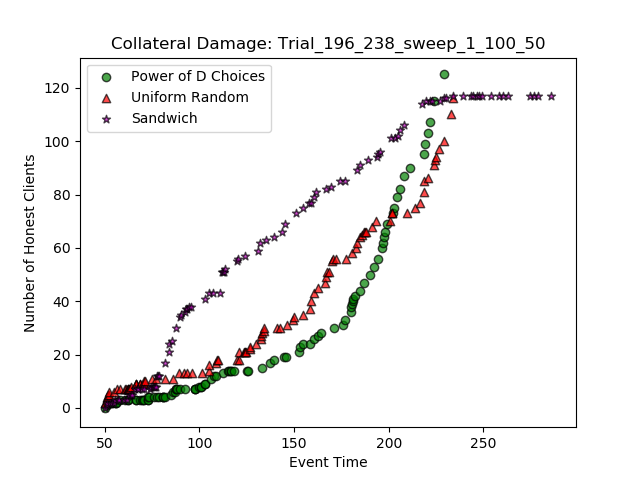 Collateral Damage: Trial_196_238_sweep_1_100_50
Power of D Choices
Uniform Random
Sandwich
Number of Honest Clients
120
100
80
60
40
20
0
50
100
150
200
250
Event Time